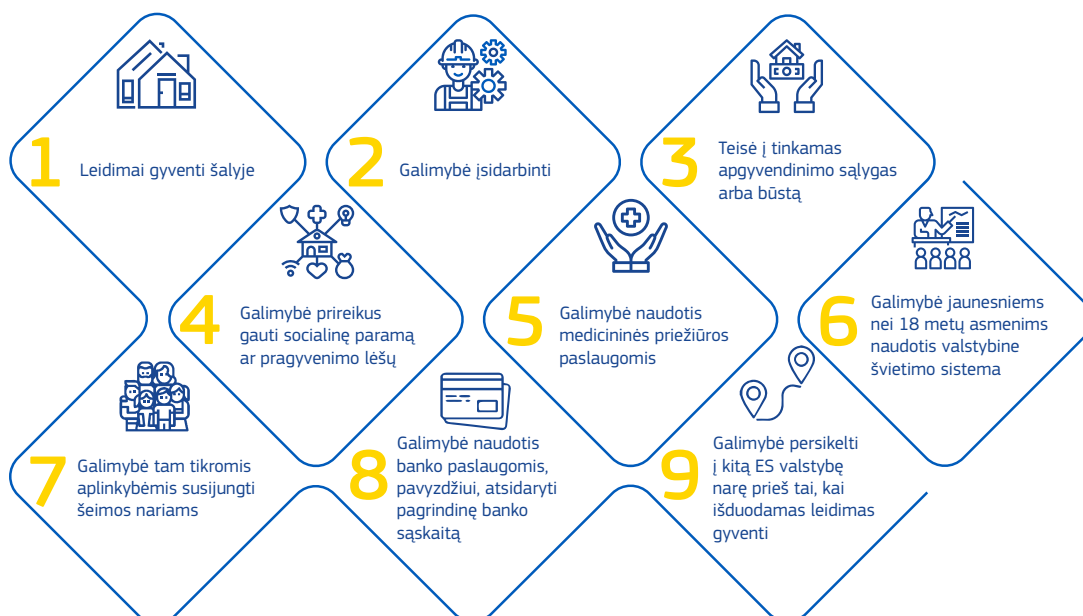 1
Leidimai gyventi šalyje
2
Galimybė įsidarbinti
3
Teisė į tinkamas
apgyvendinimo sąlygas
arba būstą
4
Galimybė prireikus
gauti socialinę paramą
ar pragyvenimo lėšų
5
Galimybė naudotis
medicininės priežiūros
paslaugomis
6
Galimybė jaunesniems
nei 18 metų asmenims
naudotis valstybine
švietimo sistema
7
Galimybė tam tikromis
aplinkybėmis susijungti
šeimos nariams
8
Galimybė naudotis
banko paslaugomis,
pavyzdžiui, atsidaryti
pagrindinę banko
sąskaitą
9
Galimybė persikelti
į kitą ES valstybę
narę prieš tai, kai
išduodamas leidimas
gyventi